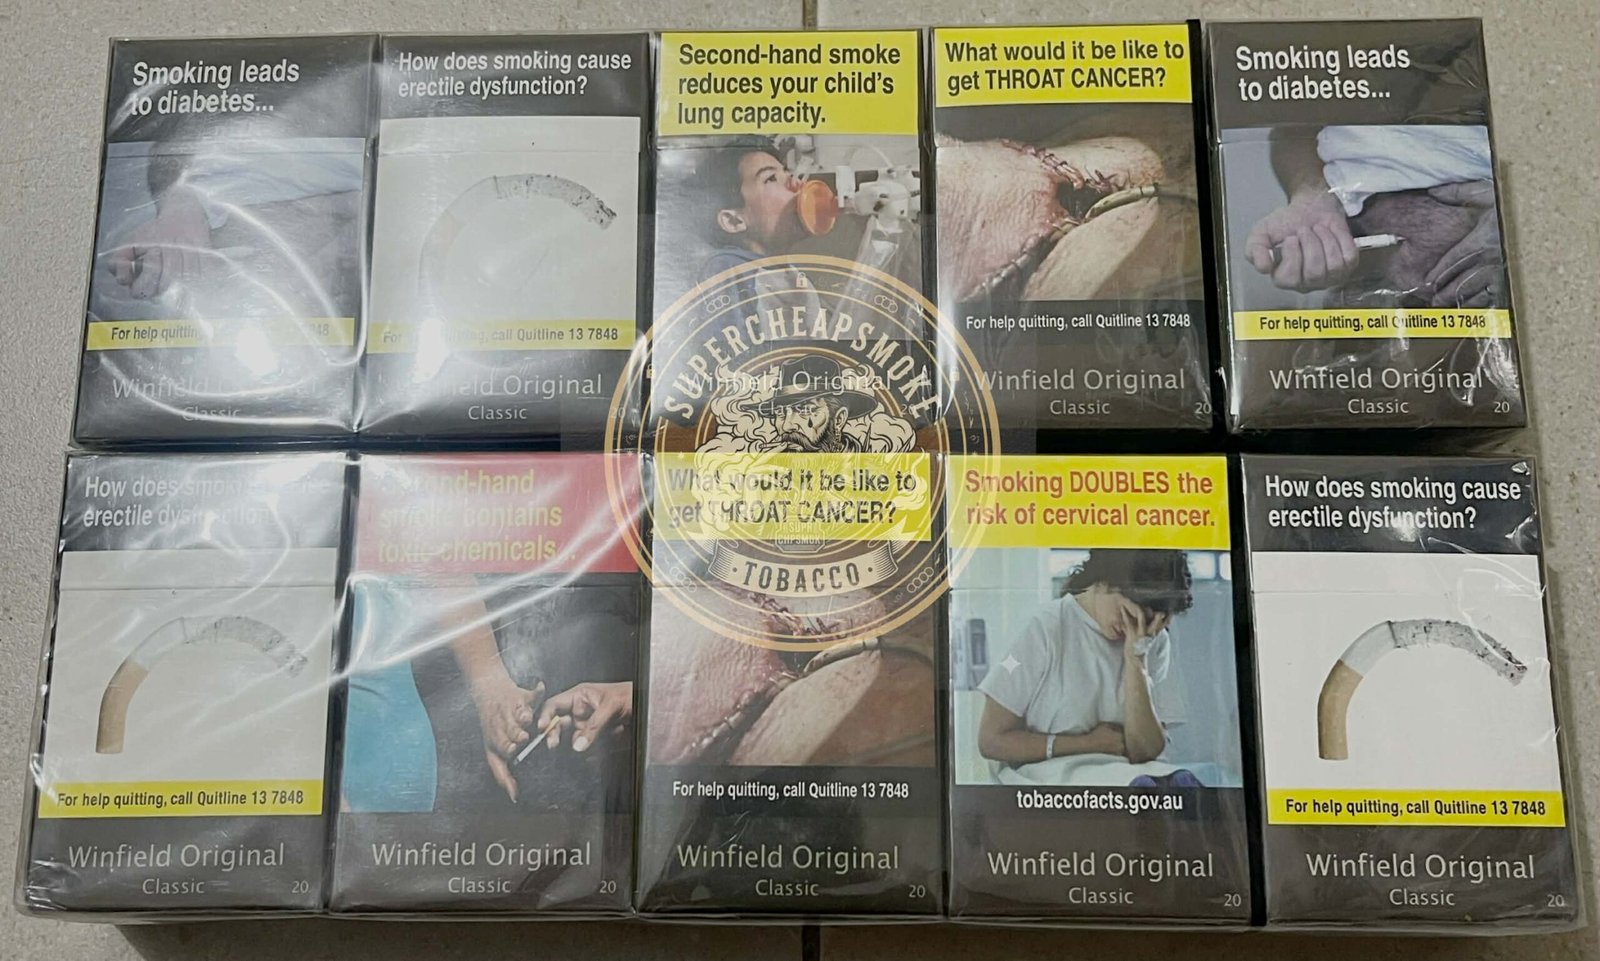 Smoking leads
to diabetes...
For help quitting, 7848
Winfield Original
Classic
How does smoking cause
erectile dysfunction?
quitting, call Quitline 13 7848
Winfield Original
Classic
20
Second-hand smoke
reduces your child's
lung capacity.
Winfield Original
Classic
What would it be like to
get THROAT CANCER?
For help quitting, call Quitline 13 7848
Winfield Original
Classic
20
Smoking leads
to diabetes...
For help quitting, call Quitline 13 7848
Winfield Original
Classic
20
SUPERCHEAPSMOKE
TOBACCO
How does smoking
erectile dysfunction
For help quitting, call Quitline 13 7848
Winfield Original
Classic
20
Second-hand
smoke contains
toxic chemicals...
Winfield Original
Classic
20
What would it be like to
get THROAT CANCER?
For help quitting, call Quitline 13 7848
Winfield Original
Classic
20
Smoking DOUBLES the
risk of cervical cancer.
tobaccofacts.gov.au
Winfield Original
Classic
20
How does smoking cause
erectile dysfunction?
For help quitting, call Quitline 13 7848
Winfield Original
Classic
20